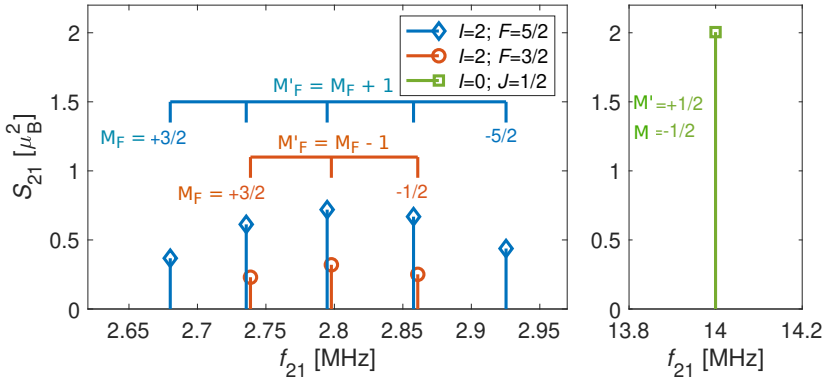 S21 [μ²B]
2
1.5
1
0.5
0
I=2; F=5/2
I=2; F=3/2
I=0; J=1/2
M'F = MF + 1
MF = +3/2
-5/2
M'F = MF - 1
MF = +3/2
-1/2
2.65
2.7
2.75
2.8
2.85
2.9
2.95
f21 [MHz]
2
1.5
1
0.5
0
M' =+1/2
M =-1/2
13.8
14
14.2
f21 [MHz]